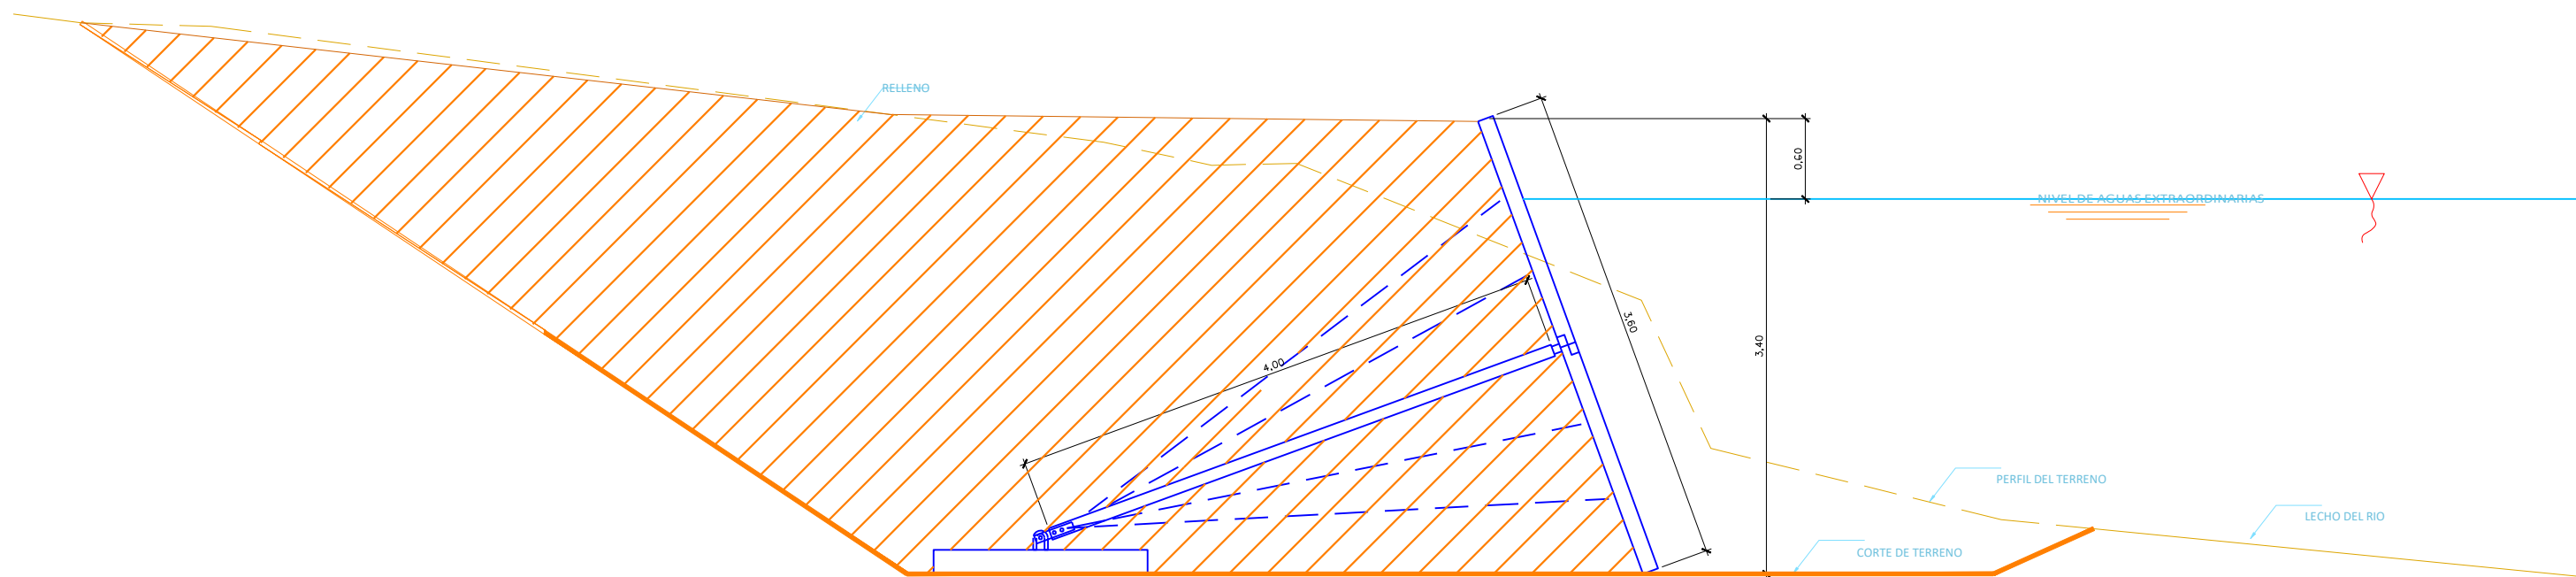 RELLENO
0,60
NIVEL DE AGUAS EXTRAORDINARIAS
3,60
3,40
4,00
PERFIL DEL TERRENO
LECHO DEL RIO
CORTE DE TERRENO